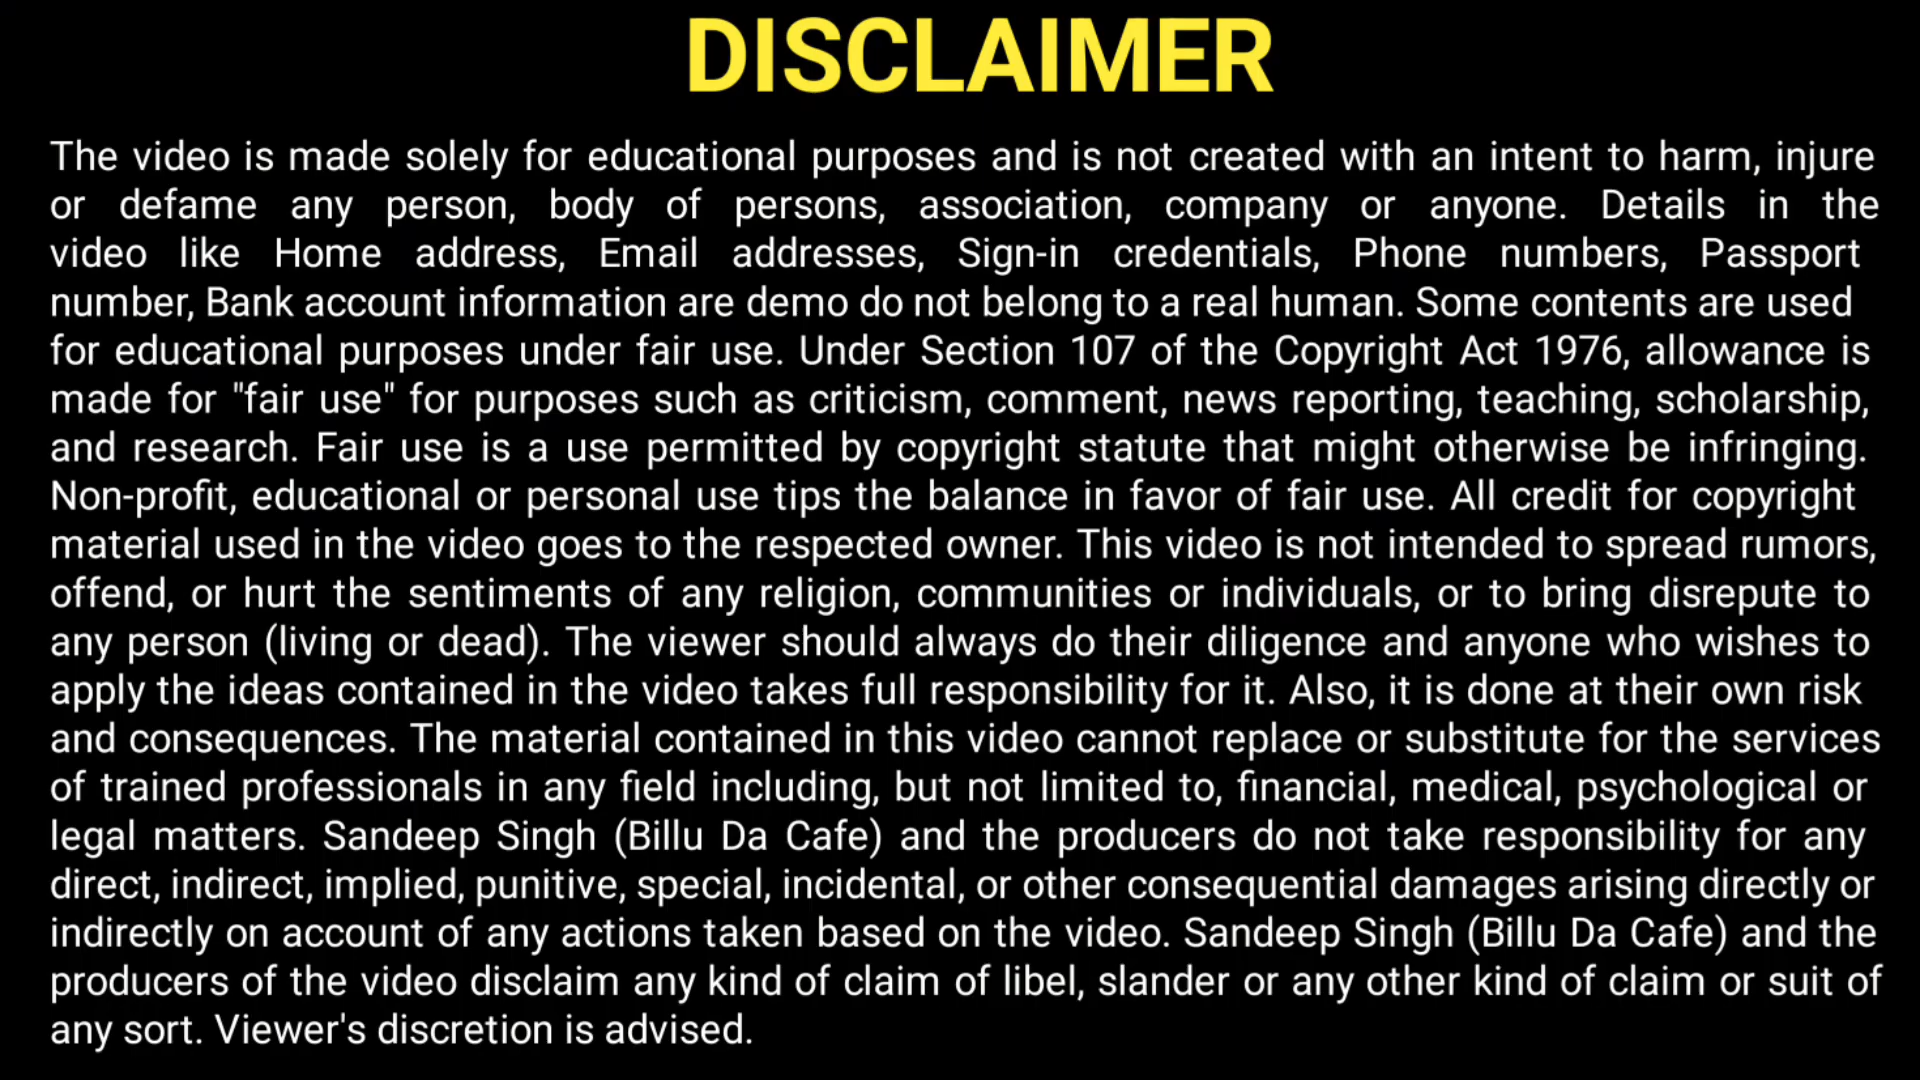 DISCLAIMER
The video is made solely for educational purposes and is not created with an intent to harm, injure
or defame any person, body of persons, association, company or anyone. Details in the
video like Home address, Email addresses, Sign-in credentials, Phone numbers, Passport
number, Bank account information are demo do not belong to a real human. Some contents are used
for educational purposes under fair use. Under Section 107 of the Copyright Act 1976, allowance is
made for "fair use" for purposes such as criticism, comment, news reporting, teaching, scholarship,
and research. Fair use is a use permitted by copyright statute that might otherwise be infringing.
Non-profit, educational or personal use tips the balance in favor of fair use. All credit for copyright
material used in the video goes to the respected owner. This video is not intended to spread rumors,
offend, or hurt the sentiments of any religion, communities or individuals, or to bring disrepute to
any person (living or dead). The viewer should always do their diligence and anyone who wishes to
apply the ideas contained in the video takes full responsibility for it. Also, it is done at their own risk
and consequences. The material contained in this video cannot replace or substitute for the services
of trained professionals in any field including, but not limited to, financial, medical, psychological or
legal matters. Sandeep Singh (Billu Da Cafe) and the producers do not take responsibility for any
direct, indirect, implied, punitive, special, incidental, or other consequential damages arising directly or
indirectly on account of any actions taken based on the video. Sandeep Singh (Billu Da Cafe) and the
producers of the video disclaim any kind of claim of libel, slander or any other kind of claim or suit of
any sort. Viewer's discretion is advised.